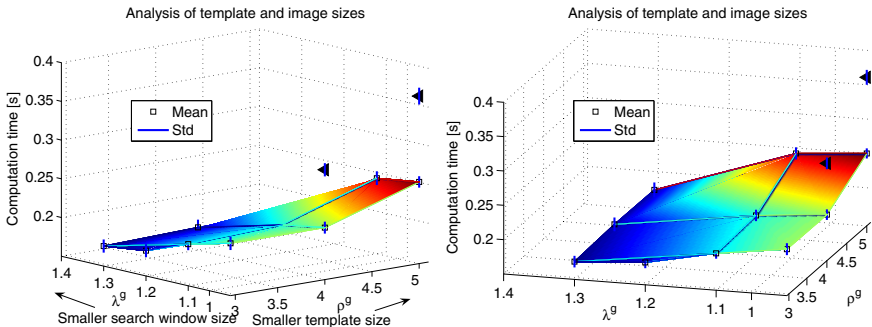 Analysis of template and image sizes
Computation time [s]
0.4
0.35
0.3
0.25
0.2
Mean
Std
1.4
1.3
1.2
1.1
1
3
3.5
4
4.5
5
λ^g
ρ^g
Smaller search window size
Smaller template size
Analysis of template and image sizes
Computation time [s]
0.4
0.35
0.3
0.25
0.2
Mean
Std
1.4
1.3
1.2
1.1
1
3
3.5
4
4.5
5
λ^g
ρ^g